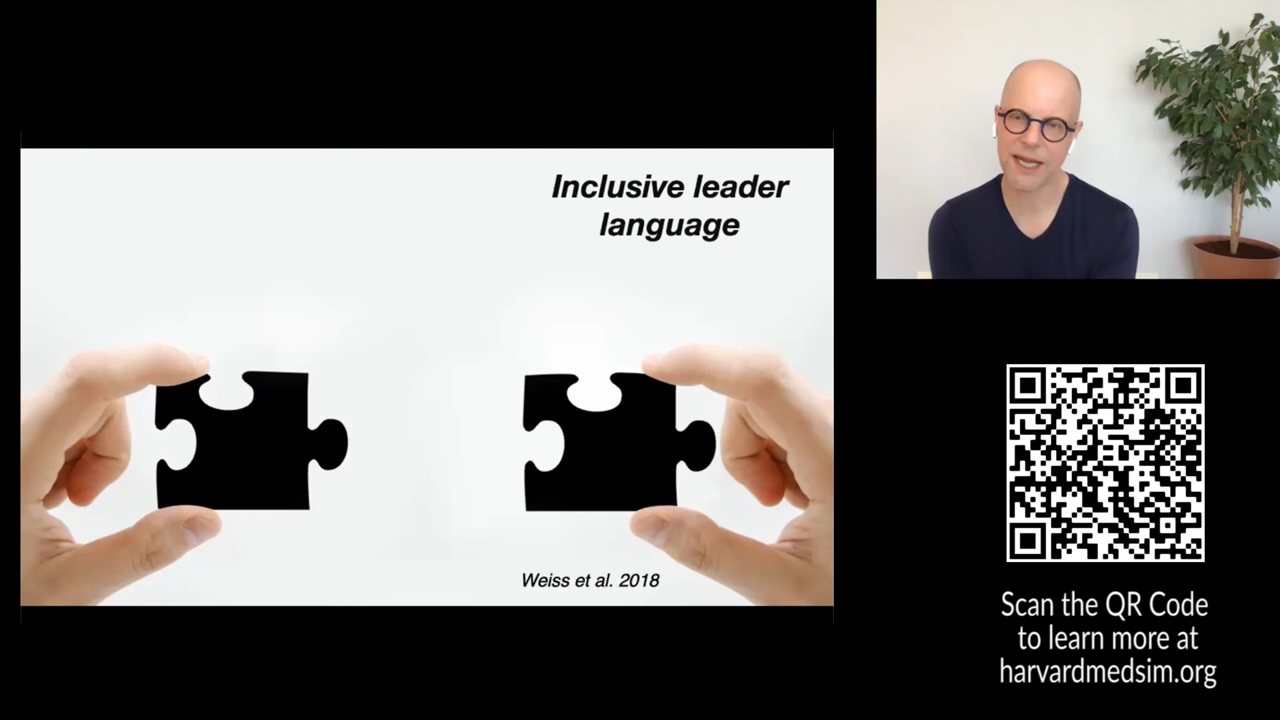 Inclusive leader
language
Weiss et al. 2018
Scan the QR Code
to learn more at
harvardmedsim.org